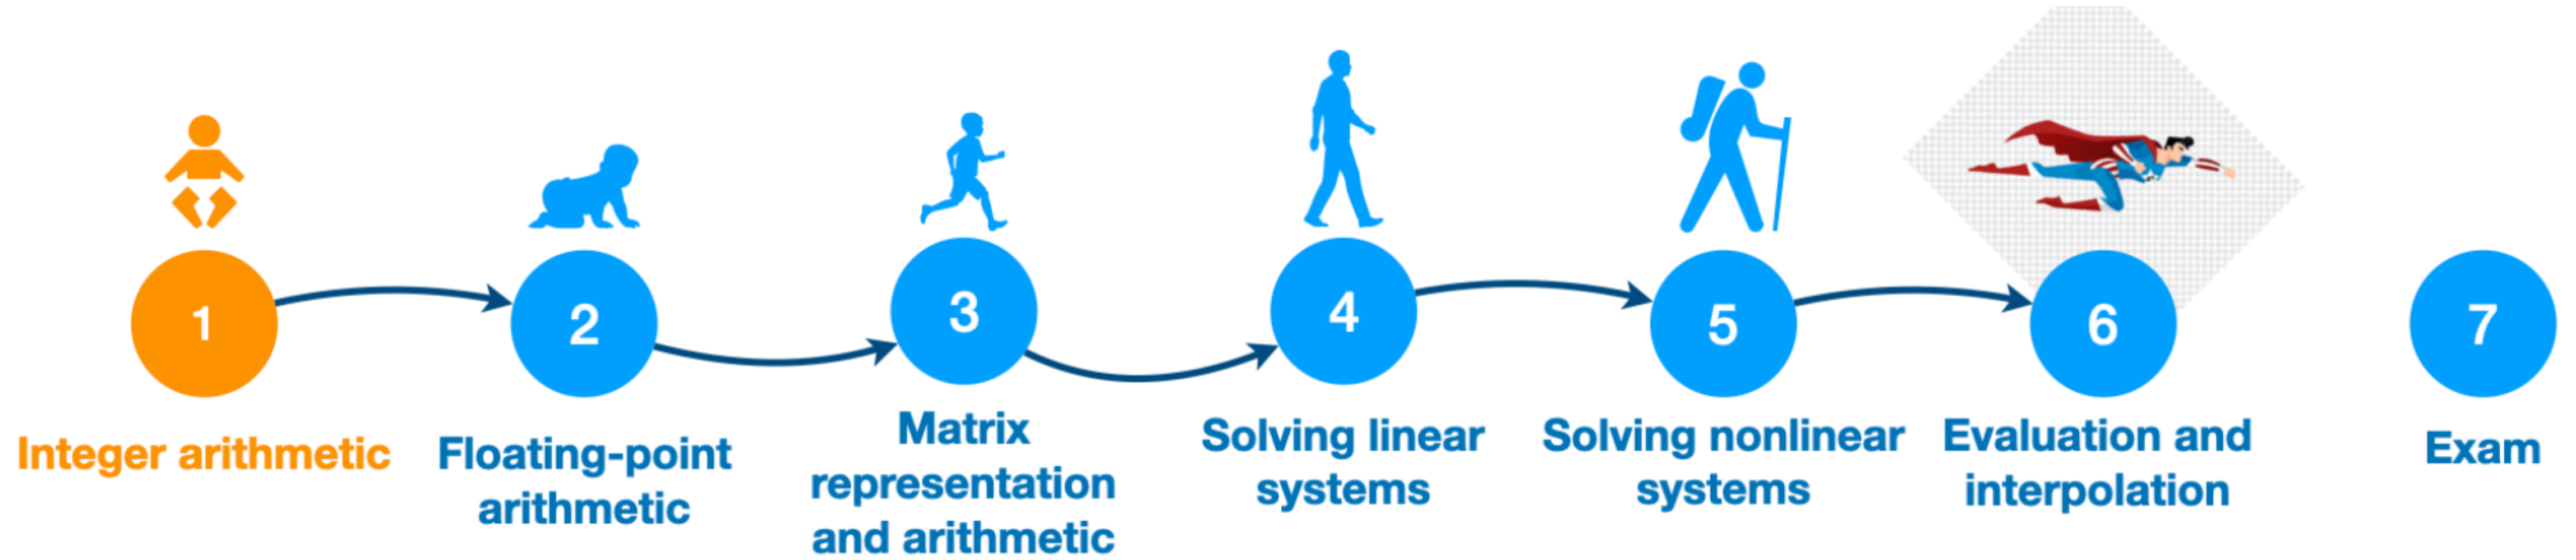 1
2
3
4
5
6
7
Integer arithmetic
Floating-point
arithmetic
Matrix
representation
and arithmetic
Solving linear
systems
Solving nonlinear
systems
Evaluation and
interpolation
Exam